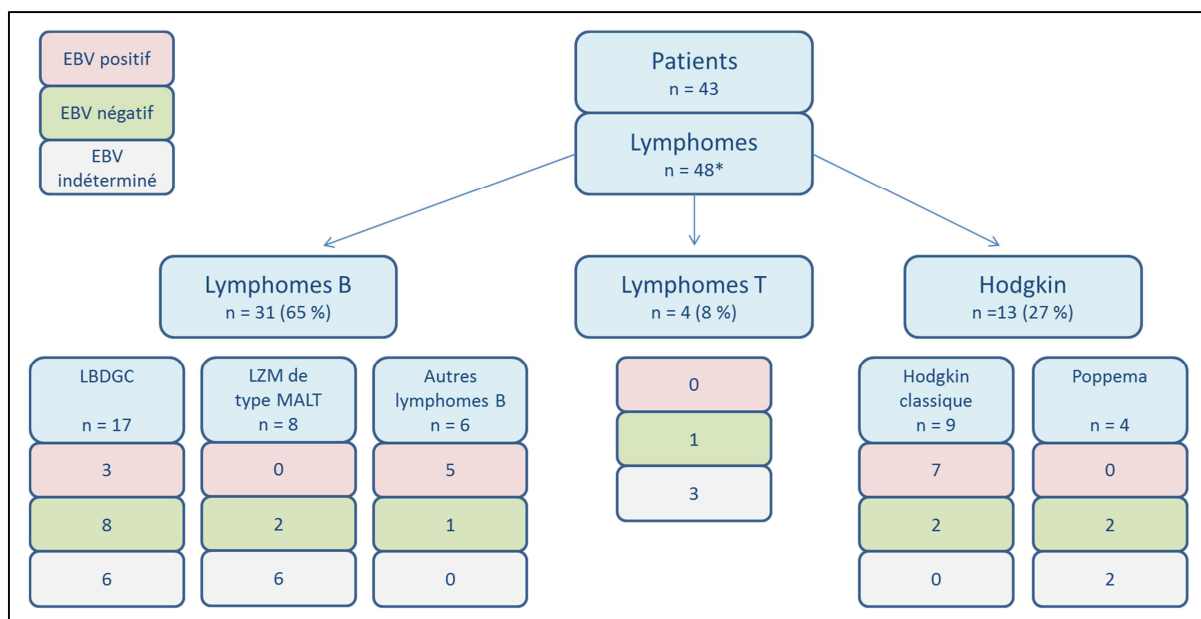 EBV positif
EBV négatif
EBV
indéterminé
Patients
n = 43
Lymphomes
n = 48*
Lymphomes B
n = 31 (65 %)
Lymphomes T
n = 4 (8 %)
Hodgkin
n =13 (27 %)
LBDGC
n = 17
3
8
6
LZM de
type MALT
n = 8
0
2
6
Autres
lymphomes B
n = 6
5
1
0
0
1
3
Hodgkin
classique
n = 9
7
2
0
Poppema
n = 4
0
2
2